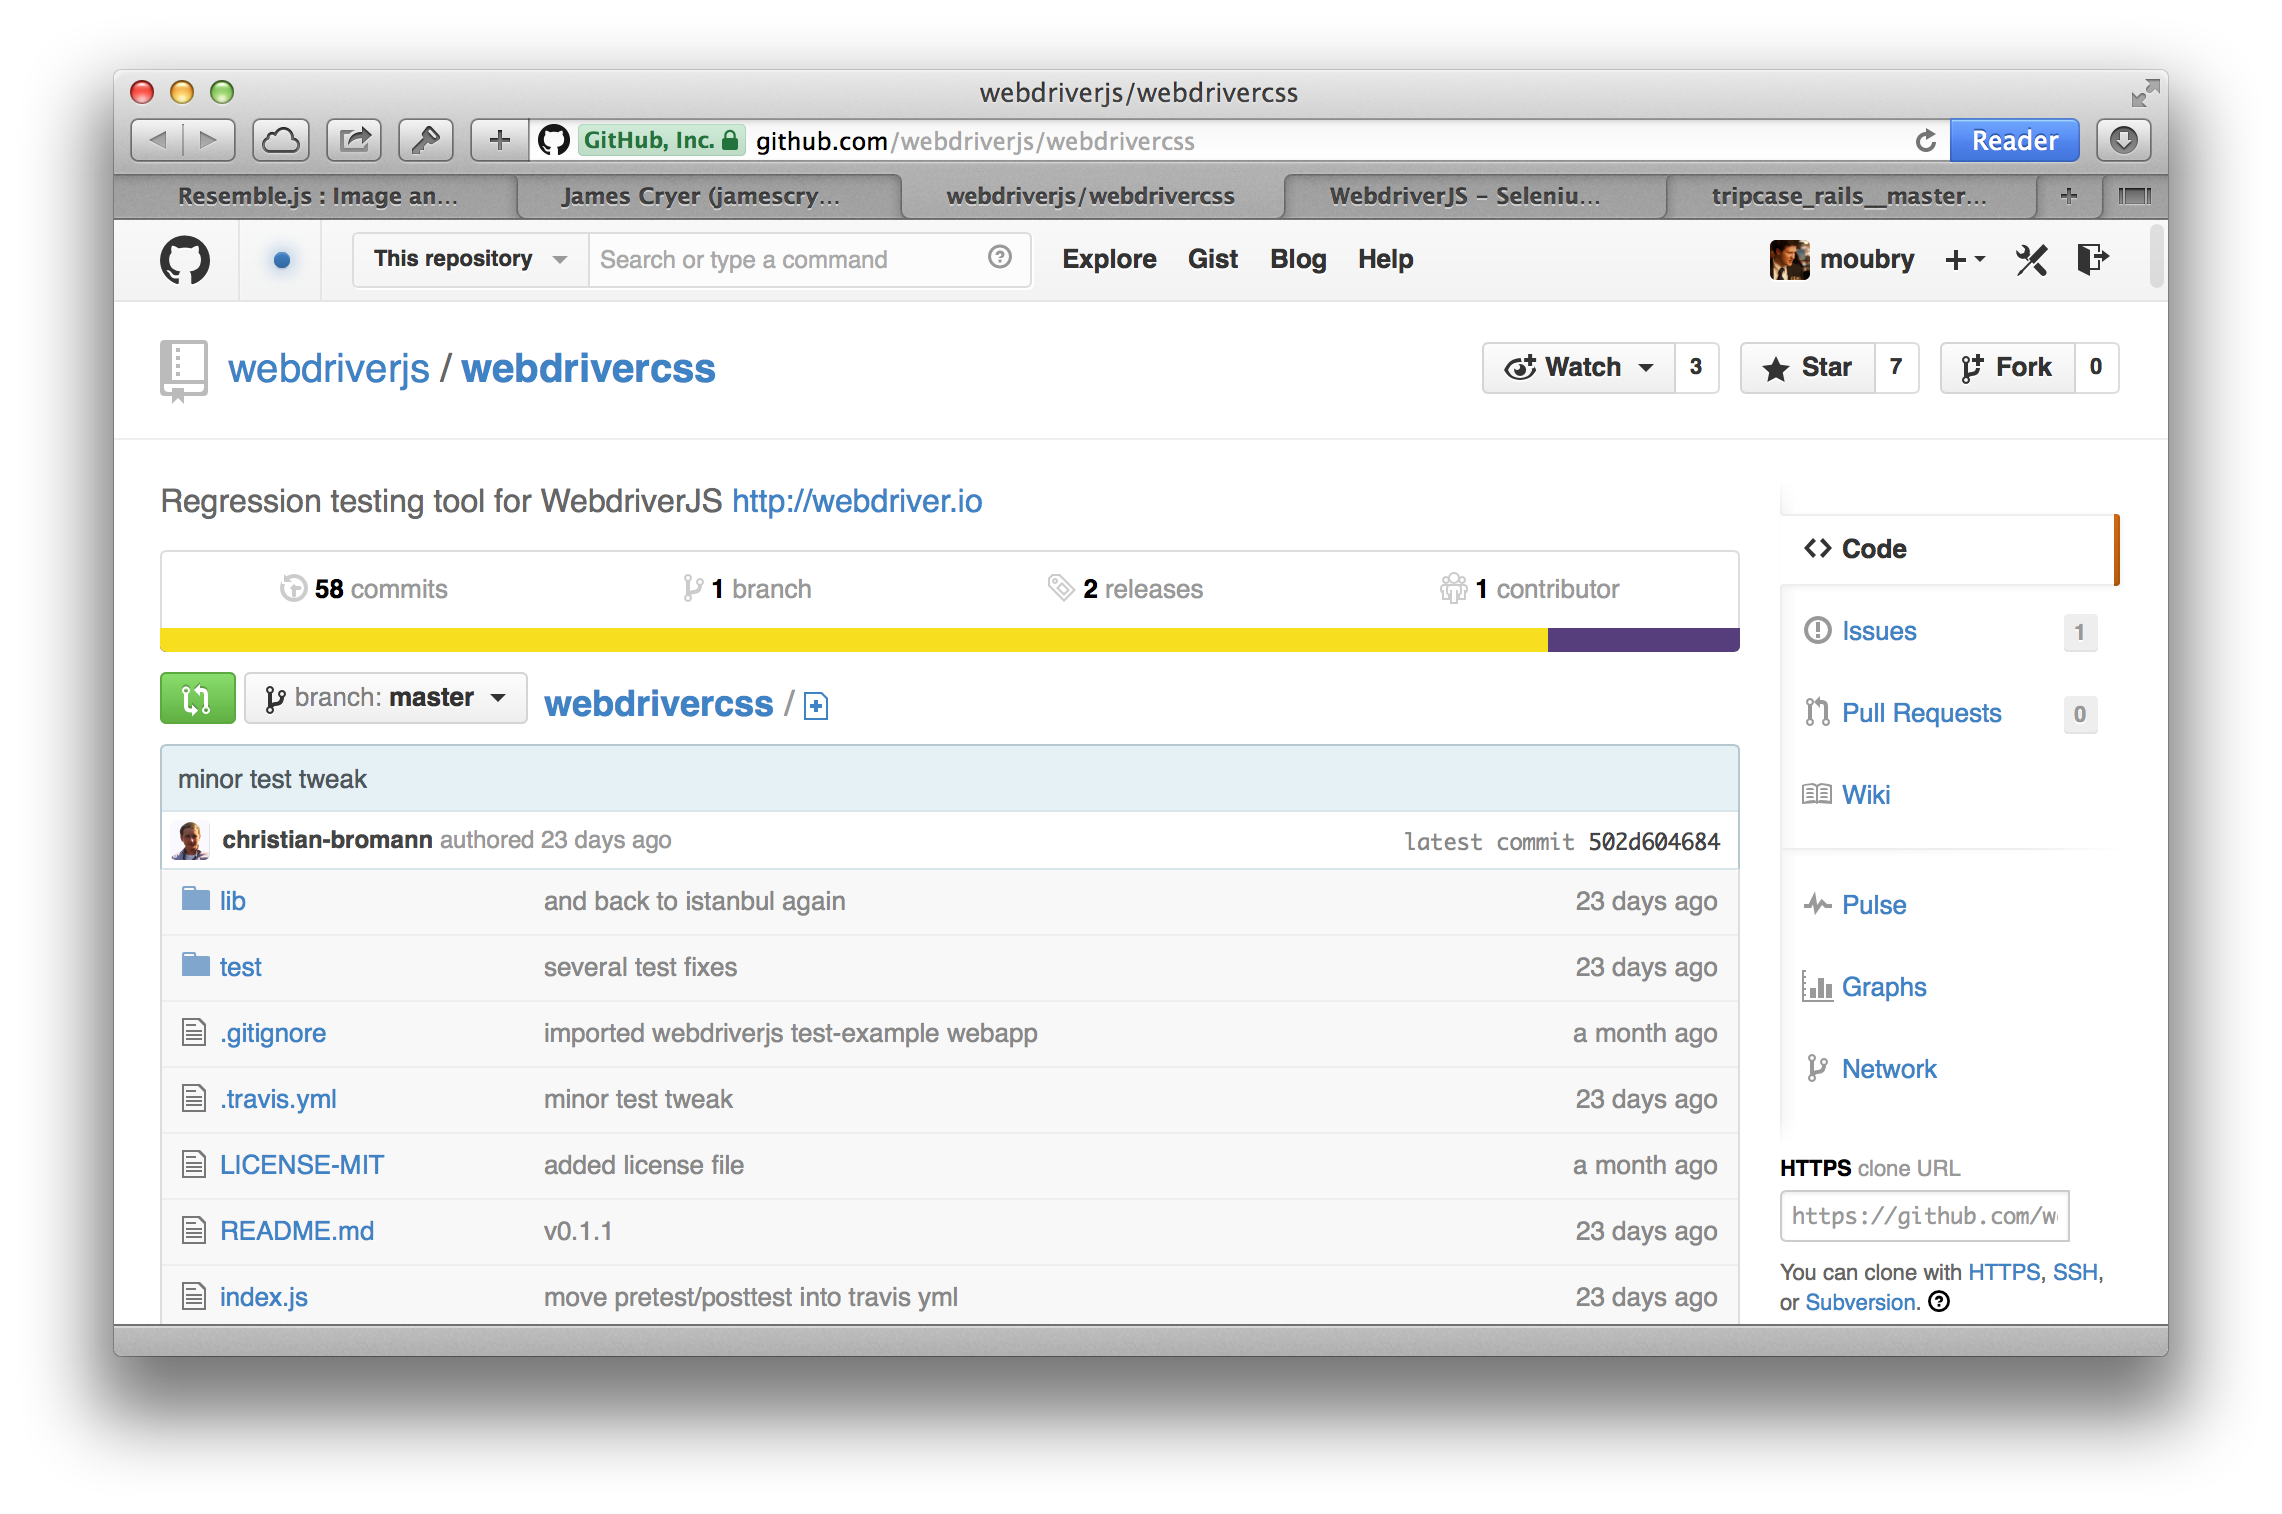 webdriverjs/webdrivercss
GitHub, Inc. github.com/webdriverjs/webdrivercss Reader
Resemble.js : Image an... James Cryer (jamescry... webdriverjs/webdrivercss WebdriverJS – Seleniu... tripcase_rails__master...
This repository Search or type a command Explore Gist Blog Help moubry
webdriverjs / webdrivercss Watch 3 Star 7 Fork 0
Regression testing tool for WebdriverJS http://webdriver.io
58 commits 1 branch 2 releases 1 contributor
branch: master webdrivercss /
minor test tweak
christian-bromann authored 23 days ago latest commit 502d604684
lib and back to istanbul again 23 days ago
test several test fixes 23 days ago
.gitignore imported webdriverjs test-example webapp a month ago
.travis.yml minor test tweak 23 days ago
LICENSE-MIT added license file a month ago
README.md v0.1.1 23 days ago
index.js move pretest/posttest into travis yml 23 days ago
Code
Issues 1
Pull Requests 0
Wiki
Pulse
Graphs
Network
HTTPS clone URL
https://github.com/w
You can clone with HTTPS, SSH,
or Subversion.